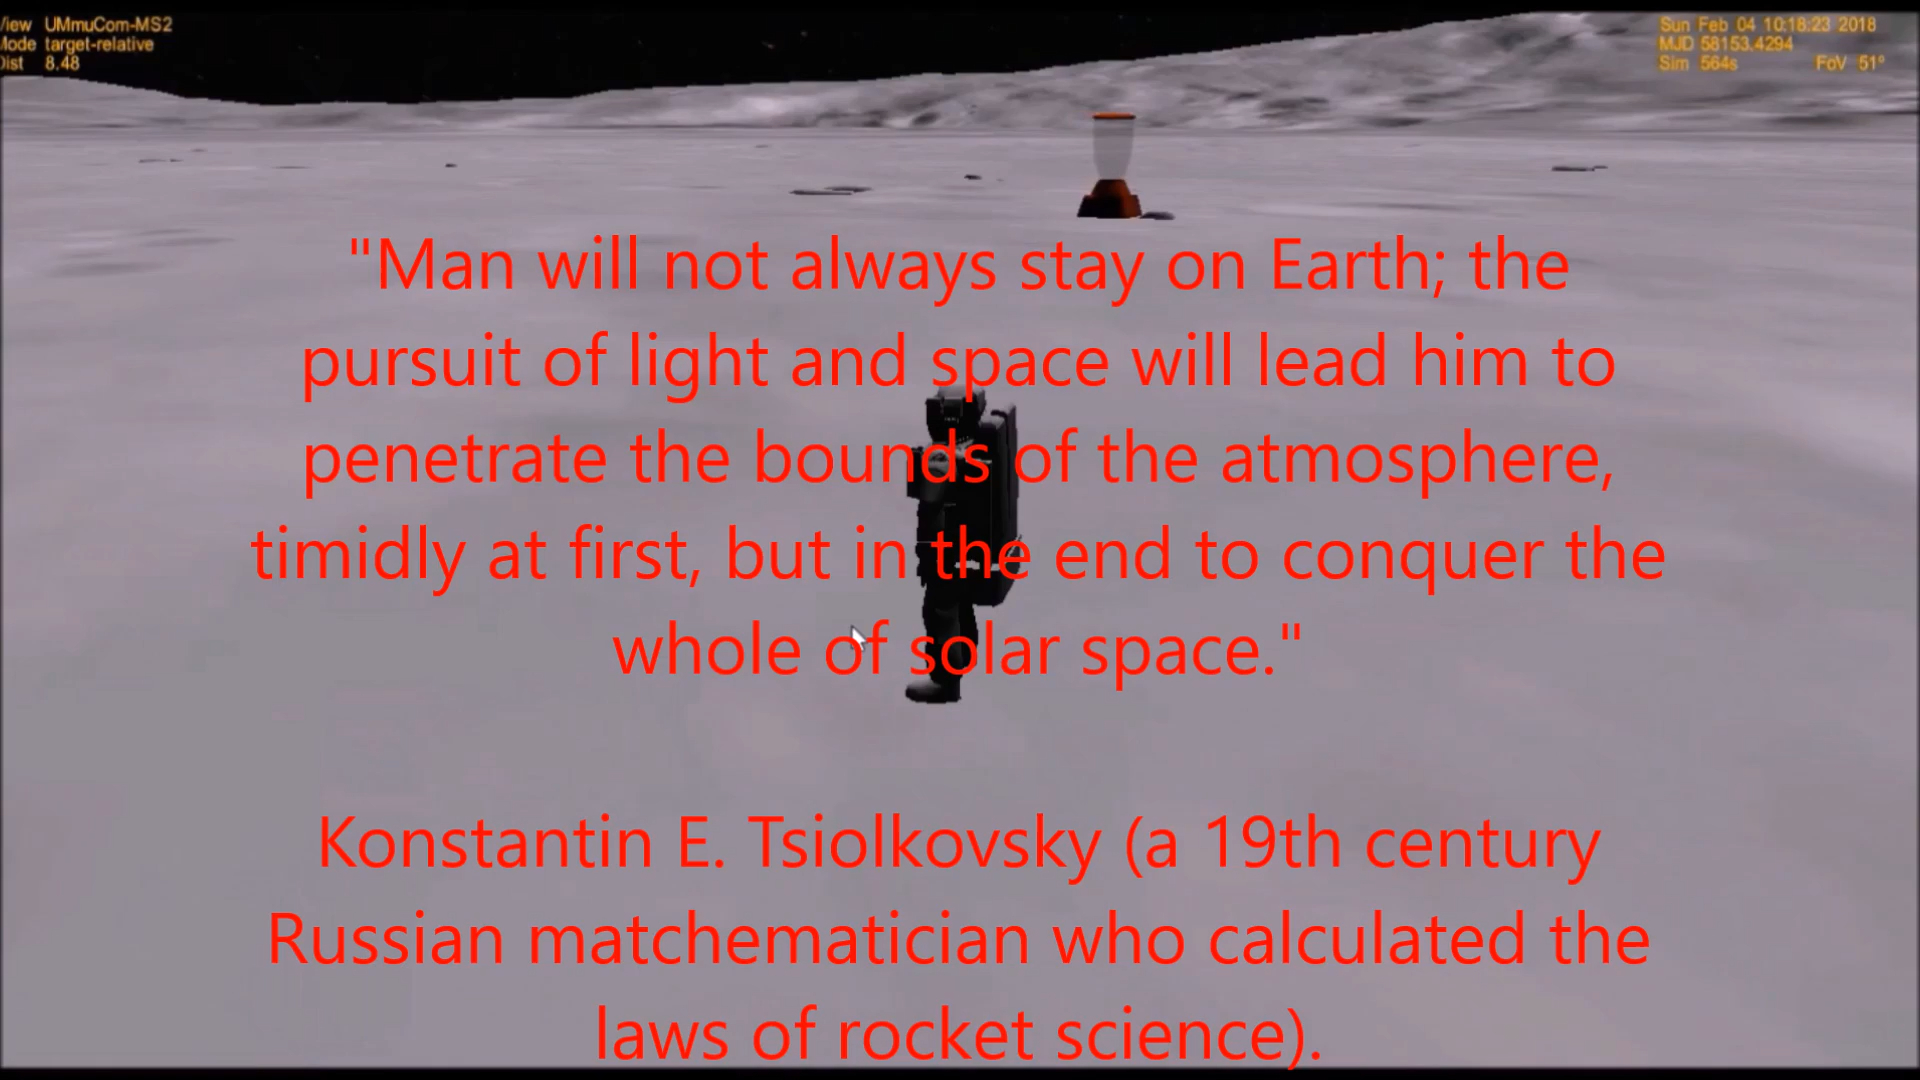 View UMmuCom-MS2
Mode target-relative
Dist 8.48
Sun Feb 04 10:18:23 2018
MJD 58153.4294
Sim 564s FoV 51°
"Man will not always stay on Earth; the
pursuit of light and space will lead him to
penetrate the bounds of the atmosphere,
timidly at first, but in the end to conquer the
whole of solar space."
Konstantin E. Tsiolkovsky (a 19th century
Russian matchematician who calculated the
laws of rocket science).